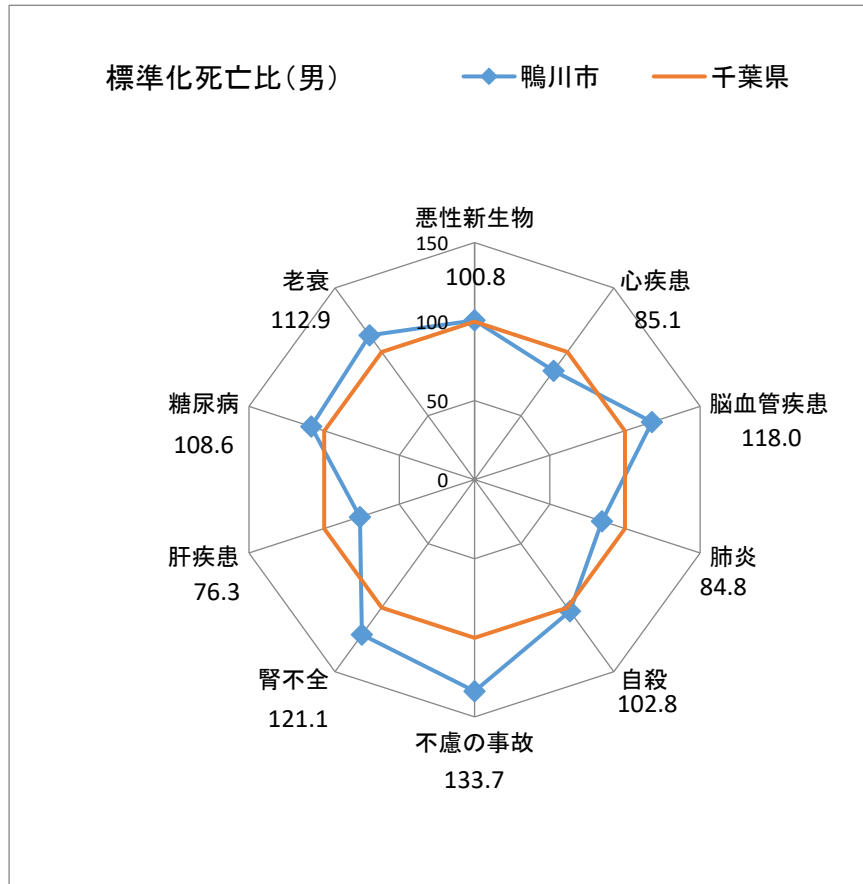 標準化死亡比（男）
鴨川市
千葉県
悪性新生物
100.8
心疾患
85.1
脳血管疾患
118.0
肺炎
84.8
自殺
102.8
不慮の事故
133.7
腎不全
121.1
肝疾患
76.3
糖尿病
108.6
老衰
112.9
150
100
50
0